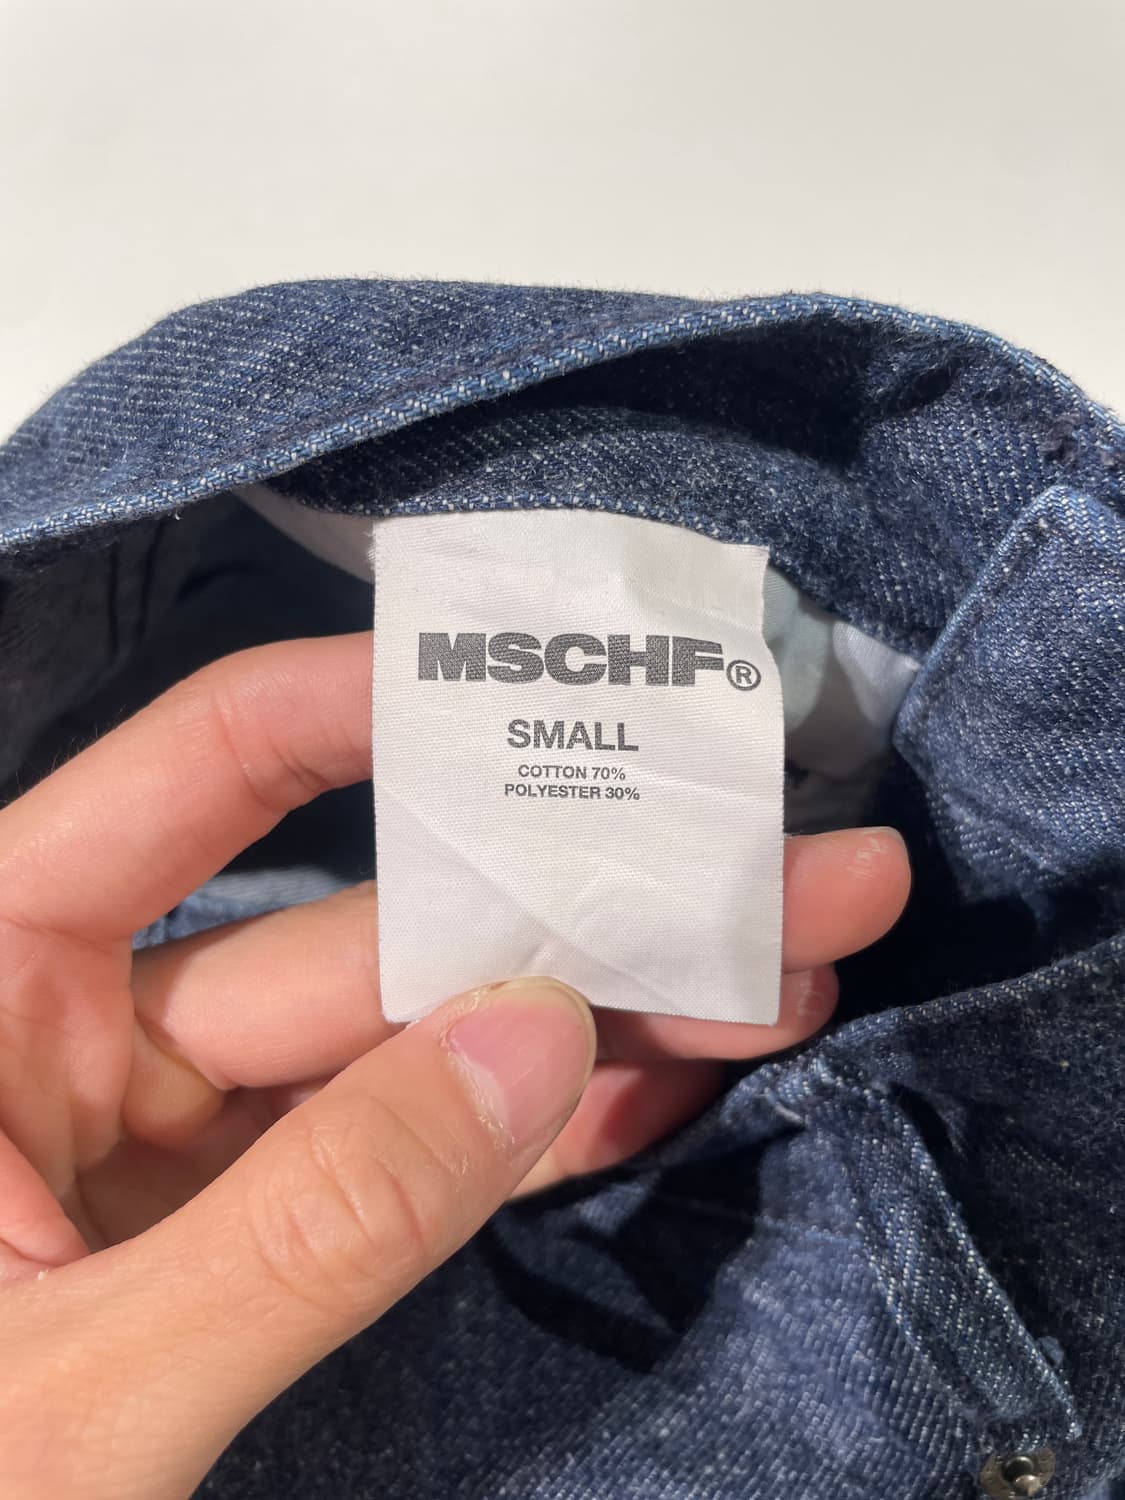 MSCHF®
SMALL
COTTON 70%
POLYESTER 30%